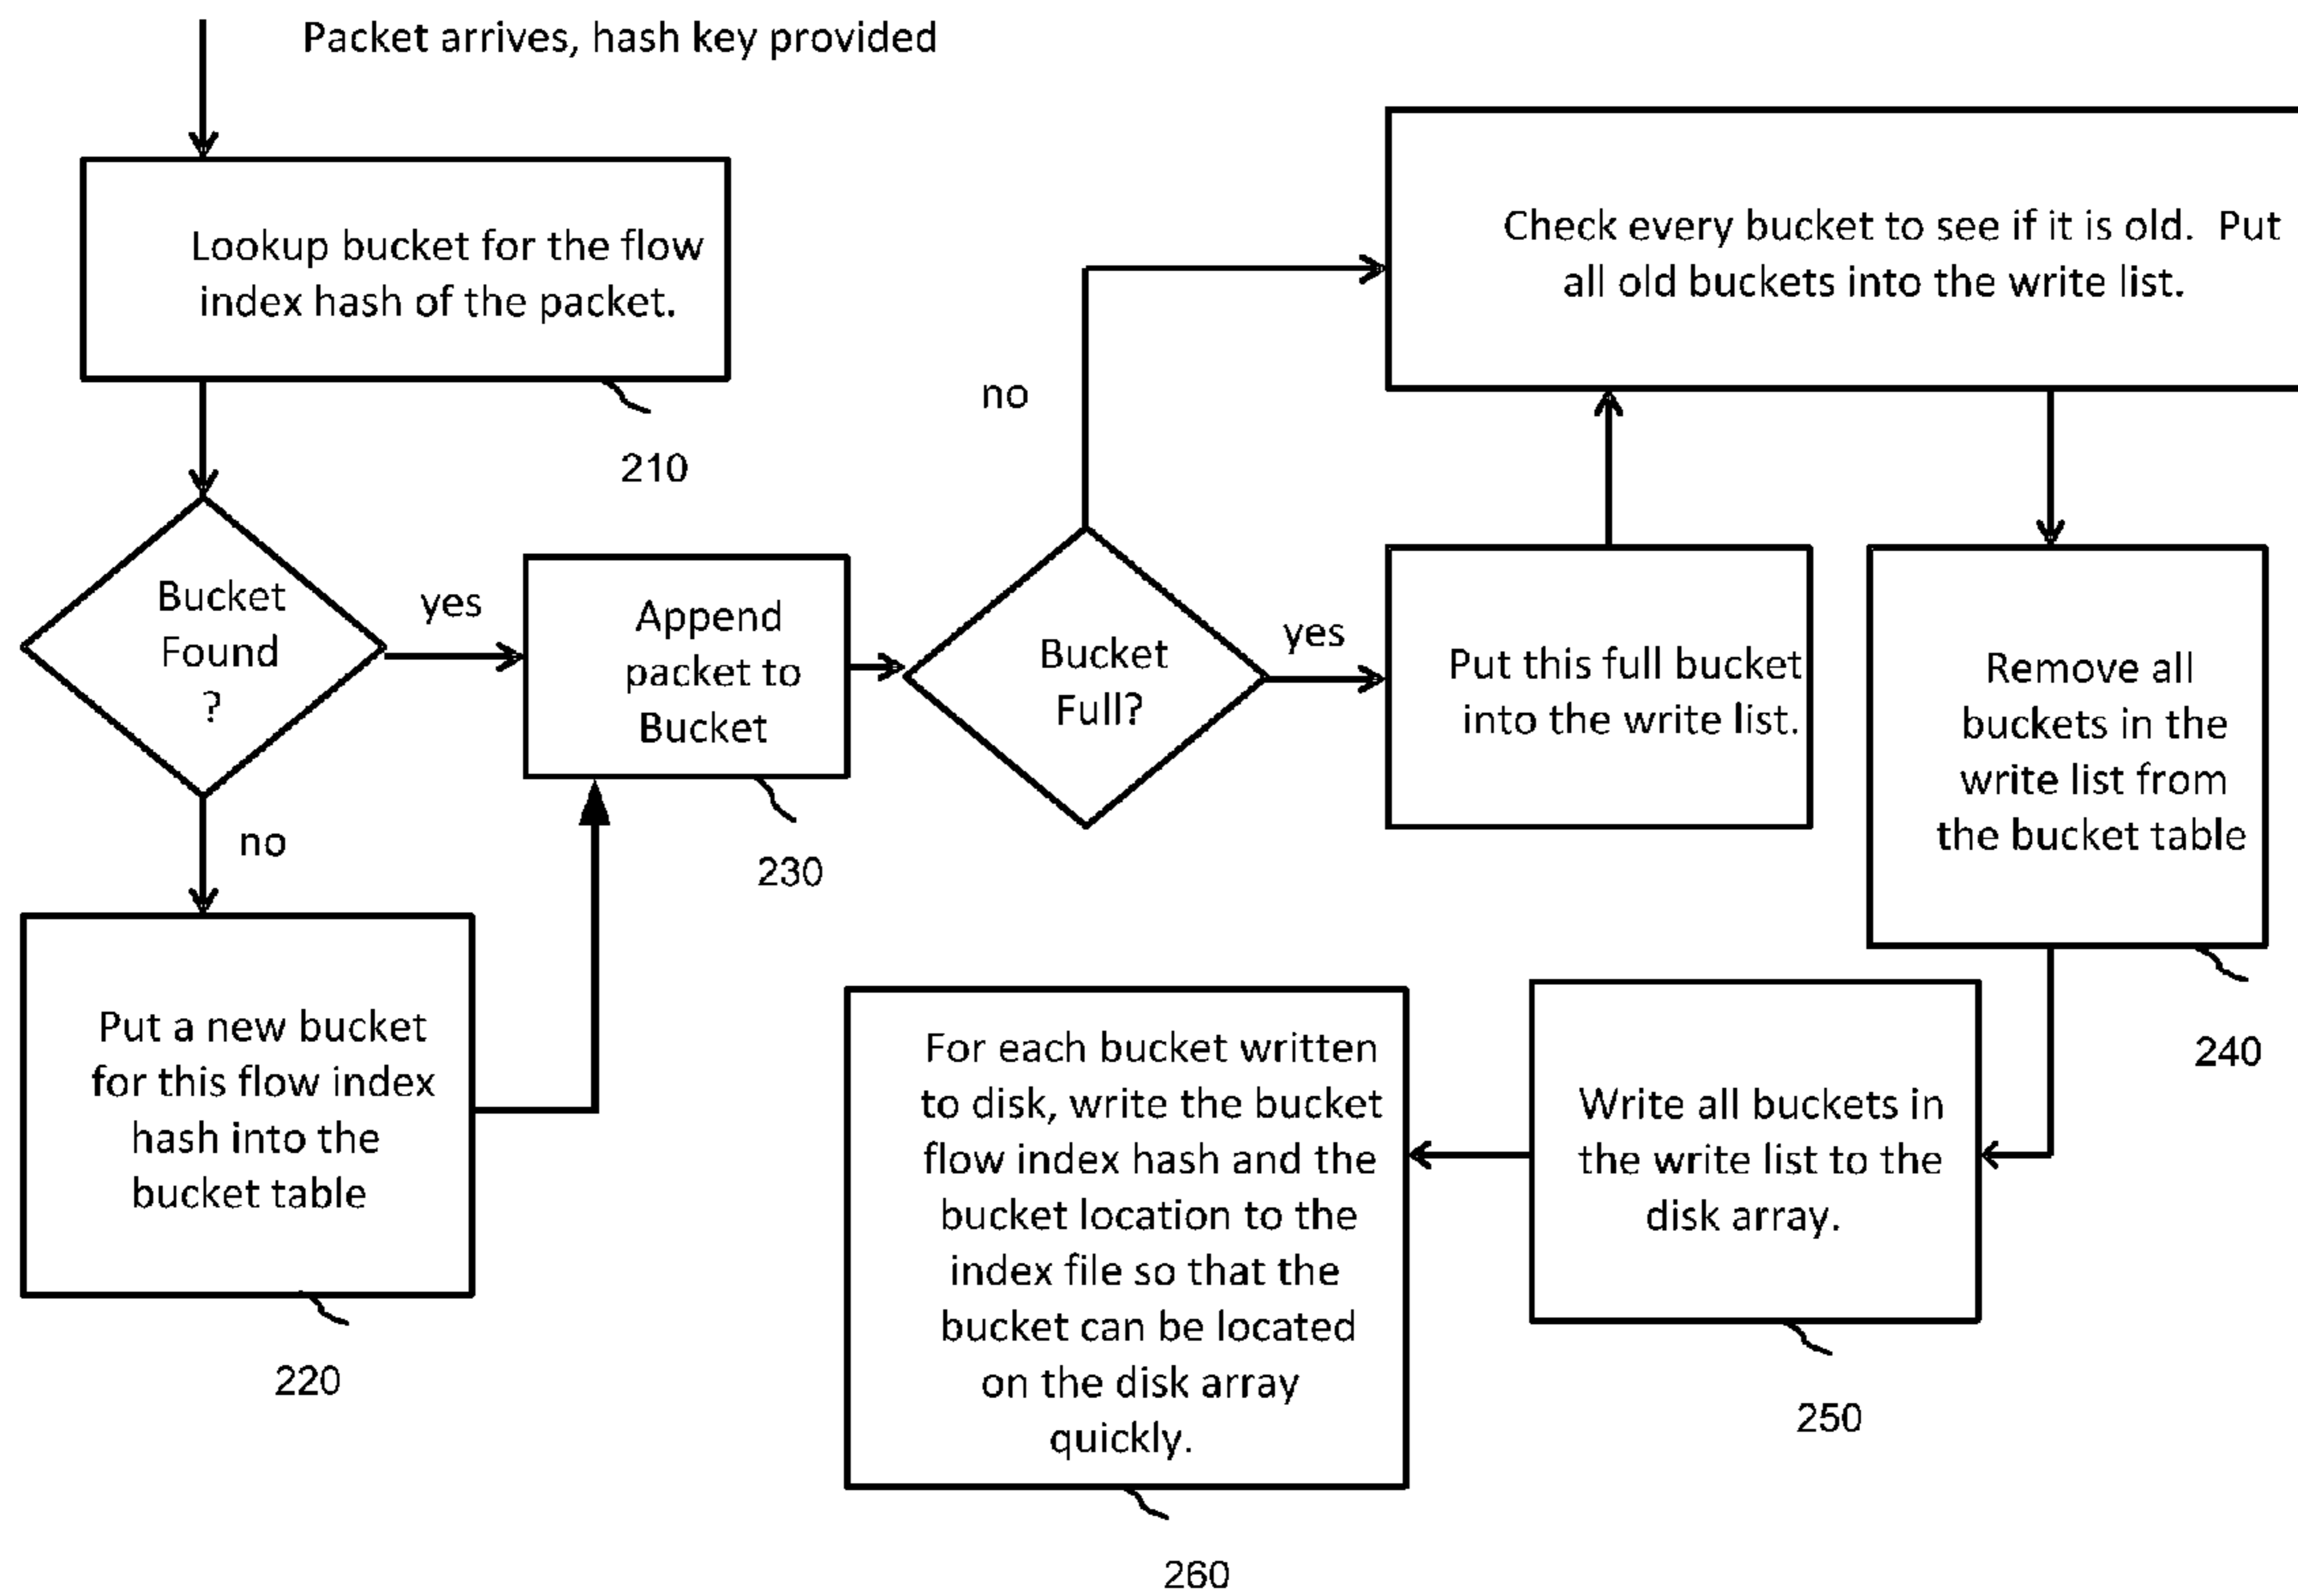 Packet arrives, hash key provided
Lookup bucket for the flow
index hash of the packet.
210
Bucket
Found
?
yes
no
Put a new bucket
for this flow index
hash into the
bucket table
220
Append
packet to
Bucket
230
Bucket
Full?
no
yes
Put this full bucket
into the write list.
Check every bucket to see if it is old. Put
all old buckets into the write list.
Remove all
buckets in the
write list from
the bucket table
240
Write all buckets in
the write list to the
disk array.
250
For each bucket written
to disk, write the bucket
flow index hash and the
bucket location to the
index file so that the
bucket can be located
on the disk array
quickly.
260